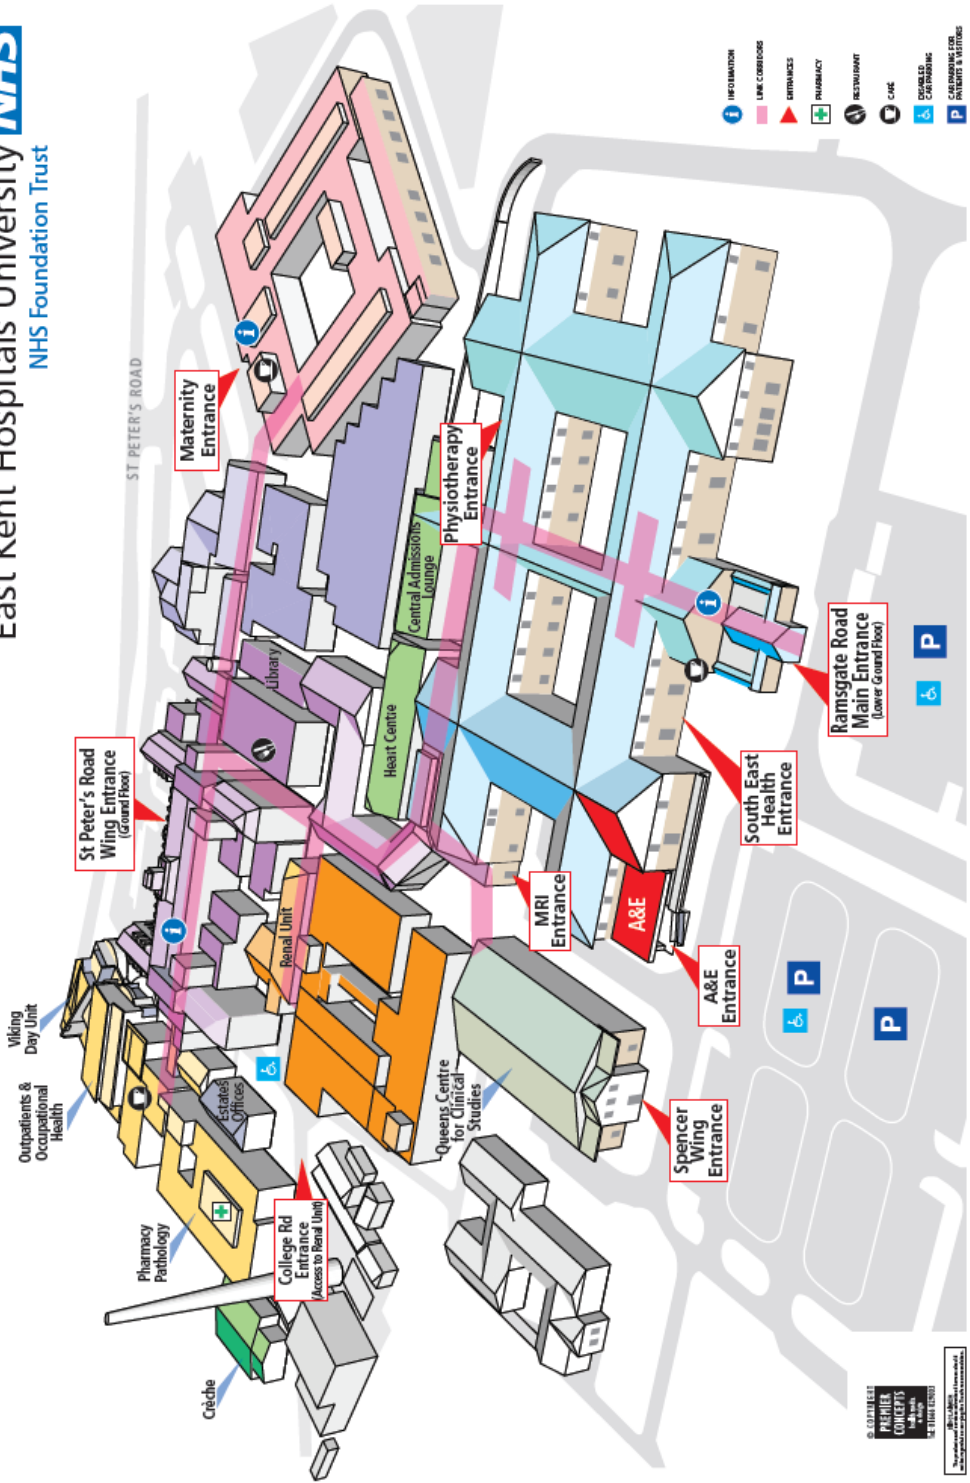 East Kent Hospitals University
NHS
NHS Foundation Trust
ST PETER'S ROAD
Maternity
Entrance
St Peter's Road
Wing Entrance
(Ground Floor)
Viking
Day Unit
Outpatients &
Occupational
Health
Pharmacy
Pathology
Crèche
Estates
Offices
College Rd
Entrance
(Access to Renal Unit)
Renal Unit
Library
Heart Centre
Central Admissions
Lounge
Physiotherapy
Entrance
Queens Centre
for Clinical
Studies
MRI
Entrance
A&E
A&E
Entrance
Spencer
Wing
Entrance
South East
Health
Entrance
Ramsgate Road
Main Entrance
(Lower Ground Floor)
P
P
P
INFORMATION
LINK CORRIDORS
ENTRANCES
PHARMACY
RESTAURANT
CAFÉ
DISABLED
CAR PARKING
P
CAR PARKING FOR
PATIENTS & VISITORS
© COPYRIGHT
PREMIER
CONCEPTS
DISCLAIMER